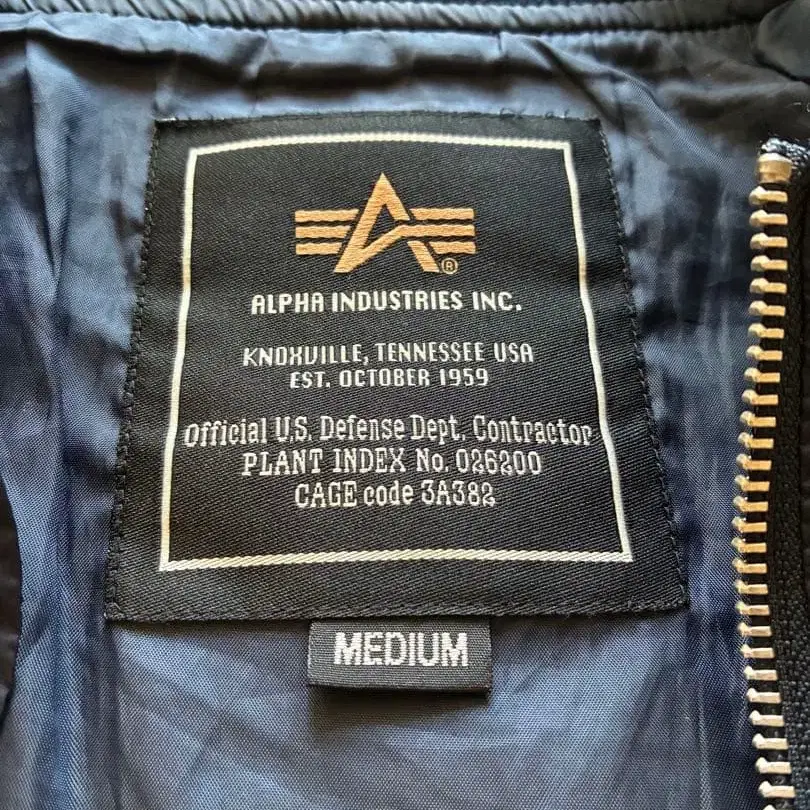 A
®
ALPHA INDUSTRIES INC.
KNOXVILLE, TENNESSEE USA
EST. OCTOBER 1959
Official U.S. Defense Dept. Contractor
PLANT INDEX No. 026200
CAGE code 3A382
MEDIUM